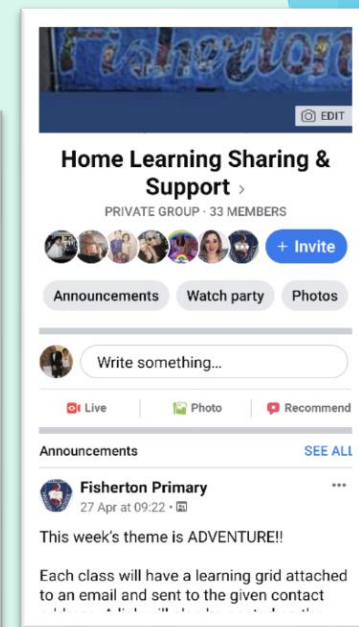 Fisherton
EDIT
Home Learning Sharing &
Support >
PRIVATE GROUP · 33 MEMBERS
+ Invite
Announcements Watch party Photos
Write something...
Live Photo Recommend
Announcements SEE ALL
Fisherton Primary
27 Apr at 09:22 ·
This week's theme is ADVENTURE!!
Each class will have a learning grid attached
to an email and sent to the given contact